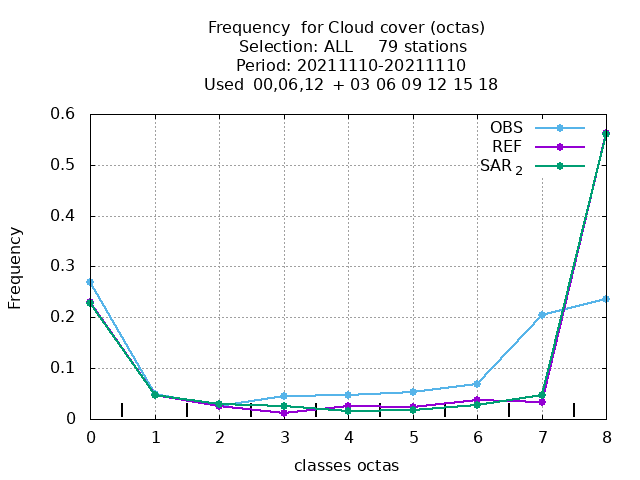 Frequency  for Cloud cover (octas)
Selection: ALL     79 stations
Period: 20211110-20211110
Used  00,06,12  + 03 06 09 12 15 18
OBS
REF
SAR 2
0.6
0.5
0.4
0.3
0.2
0.1
0
Frequency
0 1 2 3 4 5 6 7 8
classes octas